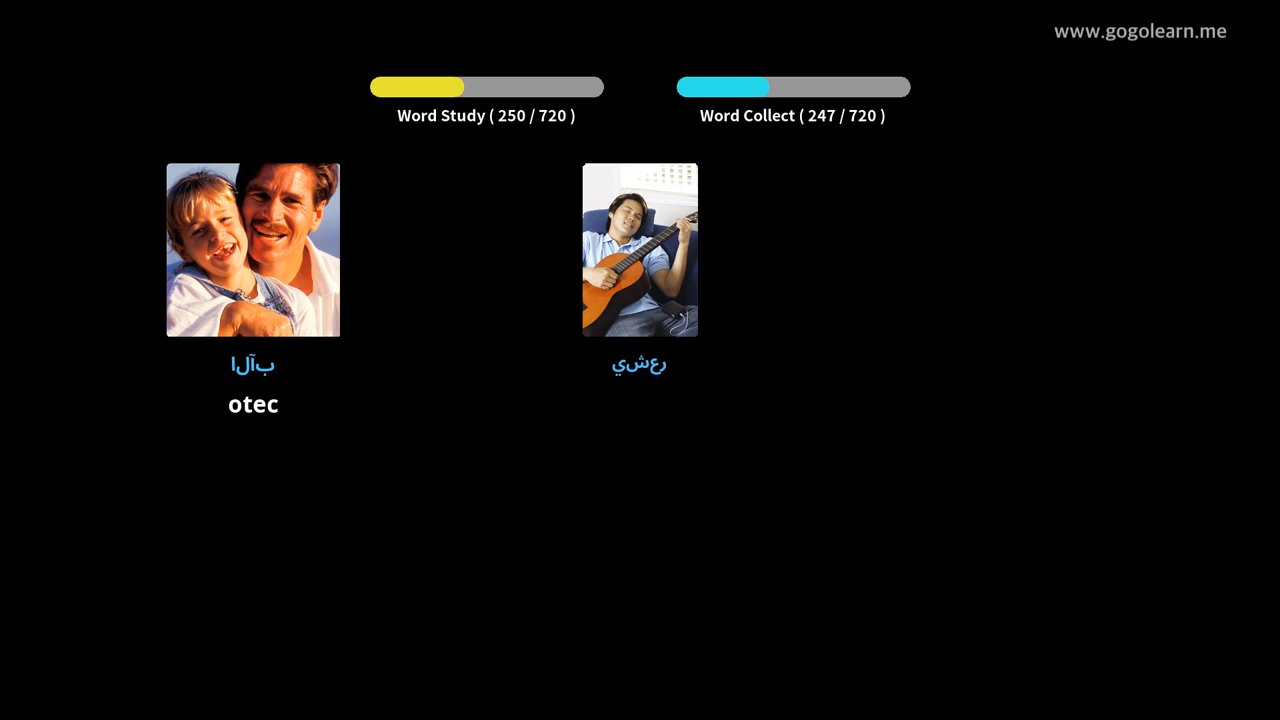 www.gogolearn.me
Word Study ( 250 / 720 )
Word Collect ( 247 / 720 )
بآلا
رعشي
otec